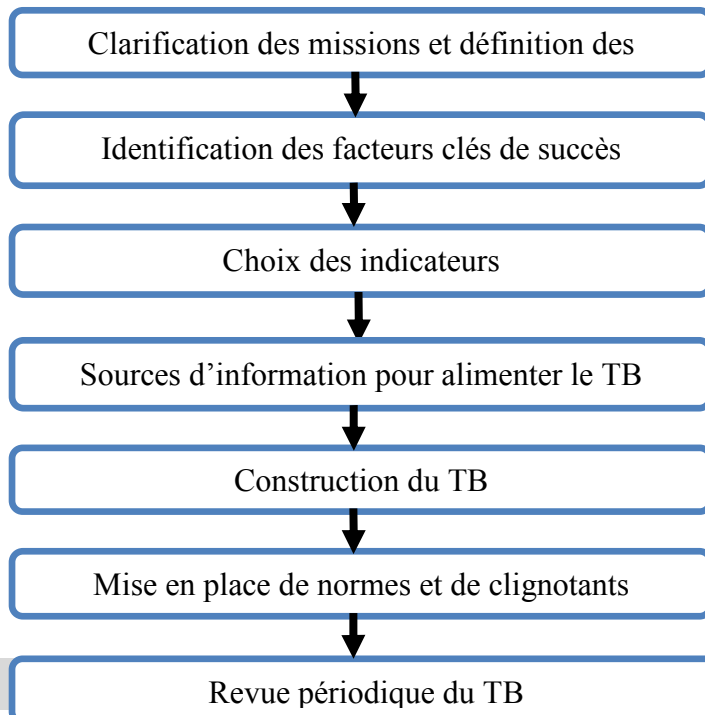 Clarification des missions et définition des
Identification des facteurs clés de succès
Choix des indicateurs
Sources d’information pour alimenter le TB
Construction du TB
Mise en place de normes et de clignotants
Revue périodique du TB